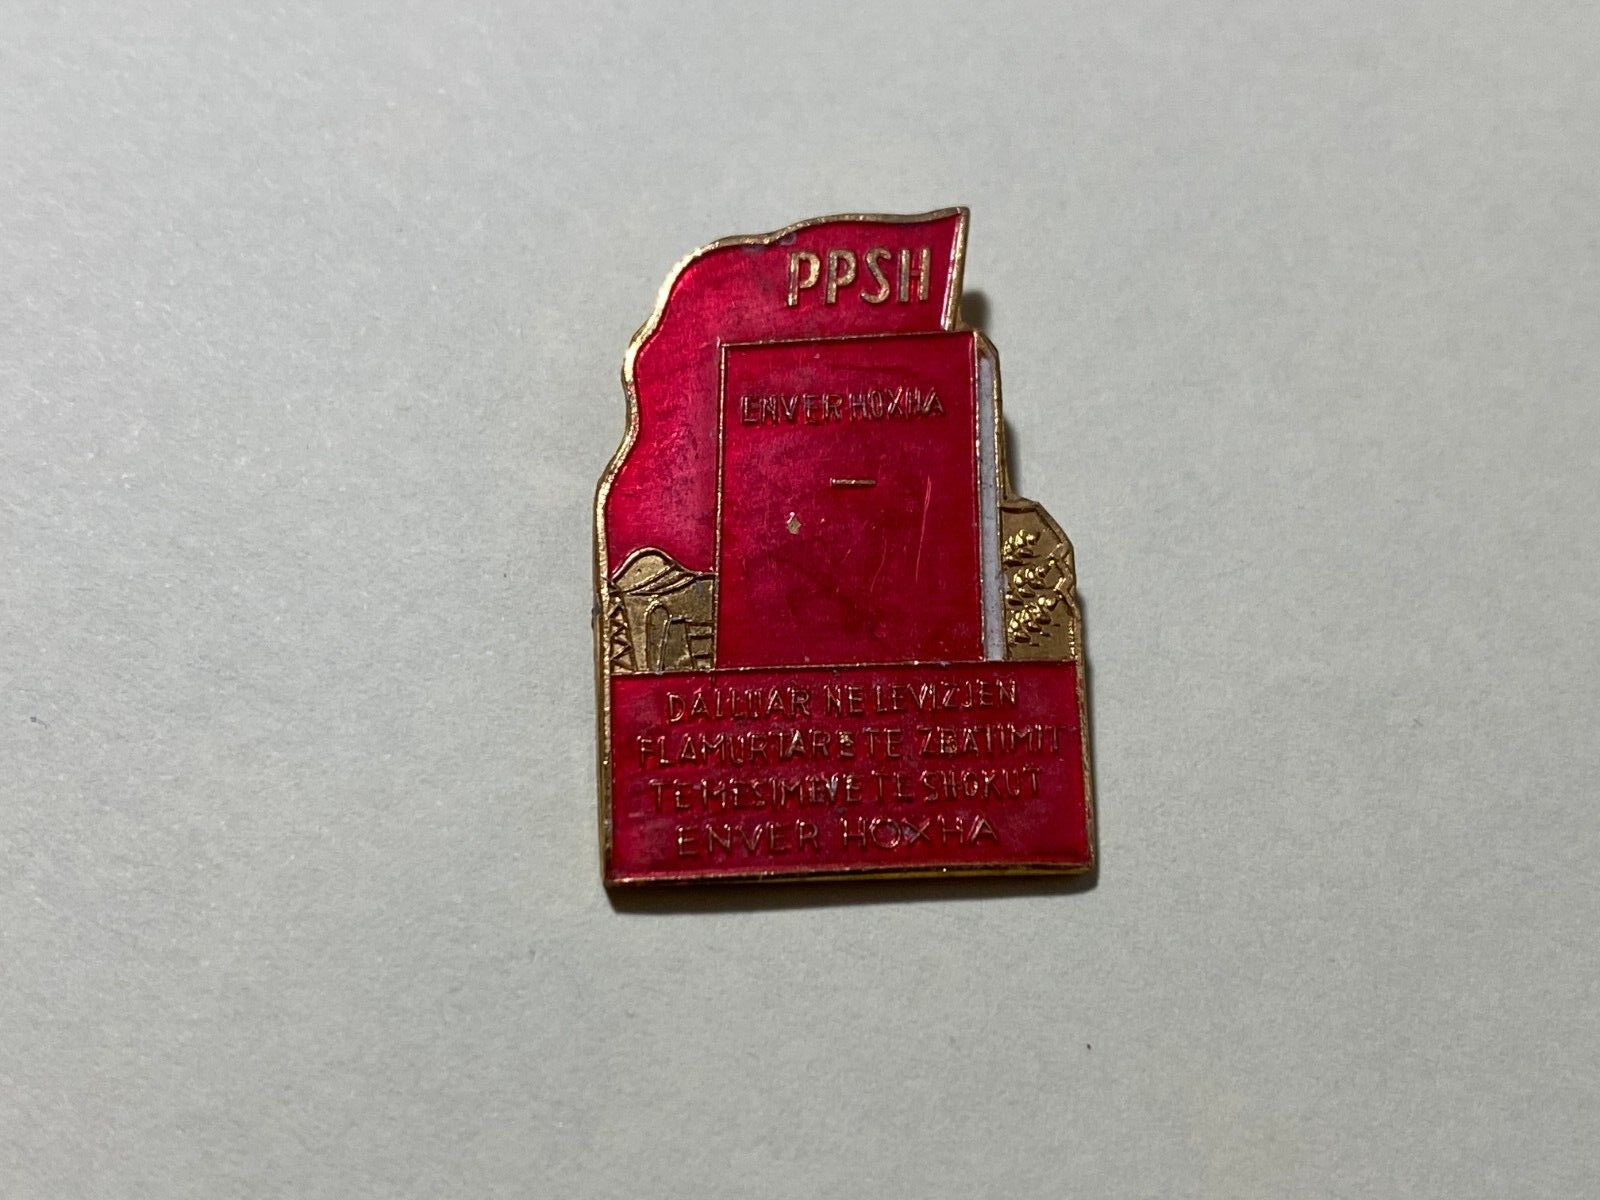 PPSH
ENVER HOXHA
DALLUAR NE LEVIZJEN
FLAMURTARE TE ZBATIMIT
TE MESIMEVE TE SHOKUT
ENVER HOXHA